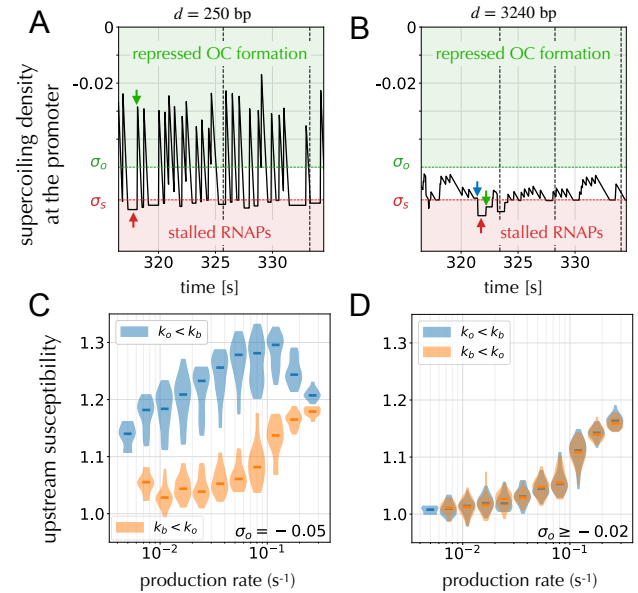 A
d = 250 bp
B
d = 3240 bp
supercoiling density
at the promoter
0
-0.02
σo
σs
repressed OC formation
stalled RNAPs
320
325
330
time [s]
0
-0.02
σo
σs
repressed OC formation
stalled RNAPs
320
325
330
time [s]
C
D
upstream susceptibility
1.3
1.2
1.1
1.0
ko < kb
kb < ko
σo = − 0.05
10⁻²
10⁻¹
production rate (s⁻¹)
1.3
1.2
1.1
1.0
ko < kb
kb < ko
σo ≥ − 0.02
10⁻²
10⁻¹
production rate (s⁻¹)